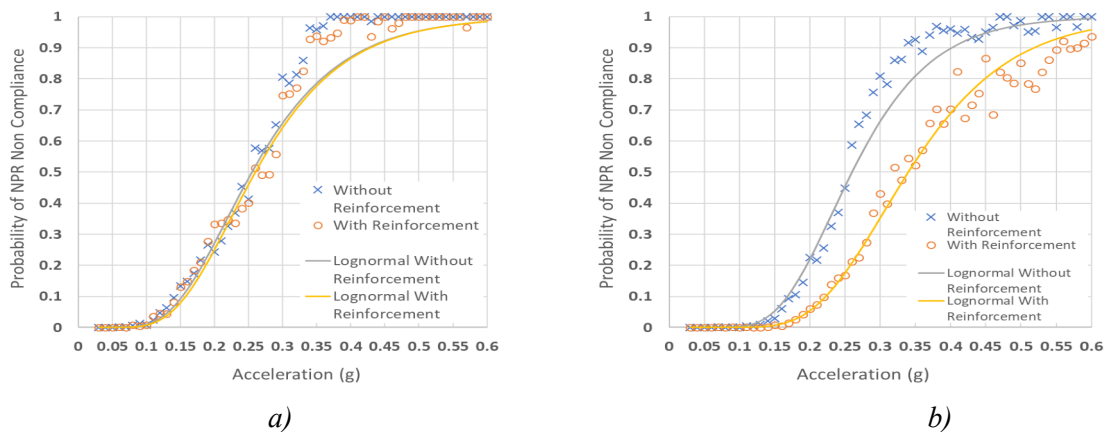 Probability of NPR Non Compliance
1
0.9
0.8
0.7
0.6
0.5
0.4
0.3
0.2
0.1
0
0 0.05 0.1 0.15 0.2 0.25 0.3 0.35 0.4 0.45 0.5 0.55 0.6
Acceleration (g)
Without
Reinforcement
With Reinforcement
Lognormal Without
Reinforcement
Lognormal With
Reinforcement
a)
Probability of NPR Non Compliance
1
0.9
0.8
0.7
0.6
0.5
0.4
0.3
0.2
0.1
0
0 0.05 0.1 0.15 0.2 0.25 0.3 0.35 0.4 0.45 0.5 0.55 0.6
Acceleration (g)
Without
Reinforcement
With Reinforcement
Lognormal Without
Reinforcement
Lognormal With
Reinforcement
b)